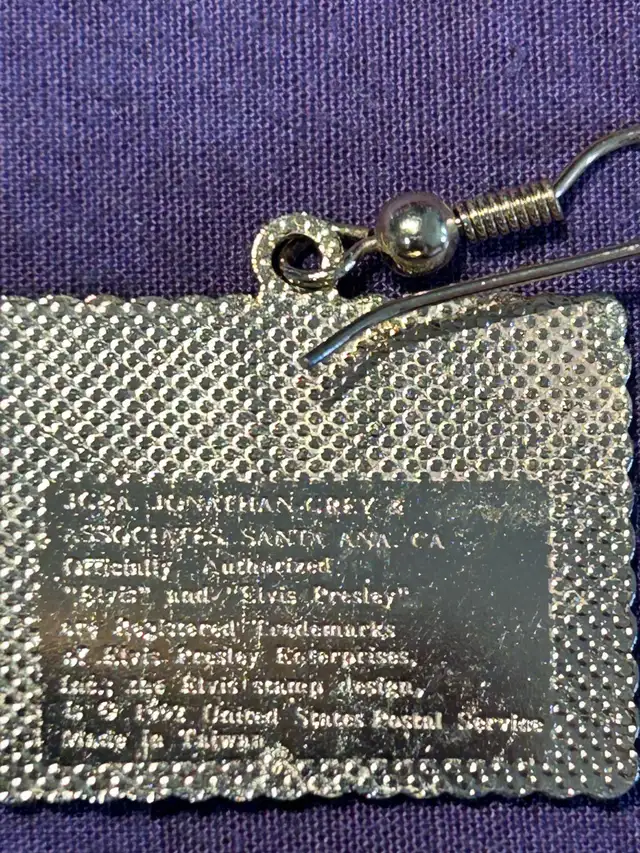 JG&A. JONATHAN GREY &
ASSOCIATES, SANTA ANA, CA
Officially Authorized
"Elvis" and "Elvis Presley"
are Registered Trademarks
of Elvis Presley Enterprises,
Inc., the Elvis stamp design,
© 1992 United States Postal Service
Made in Taiwan